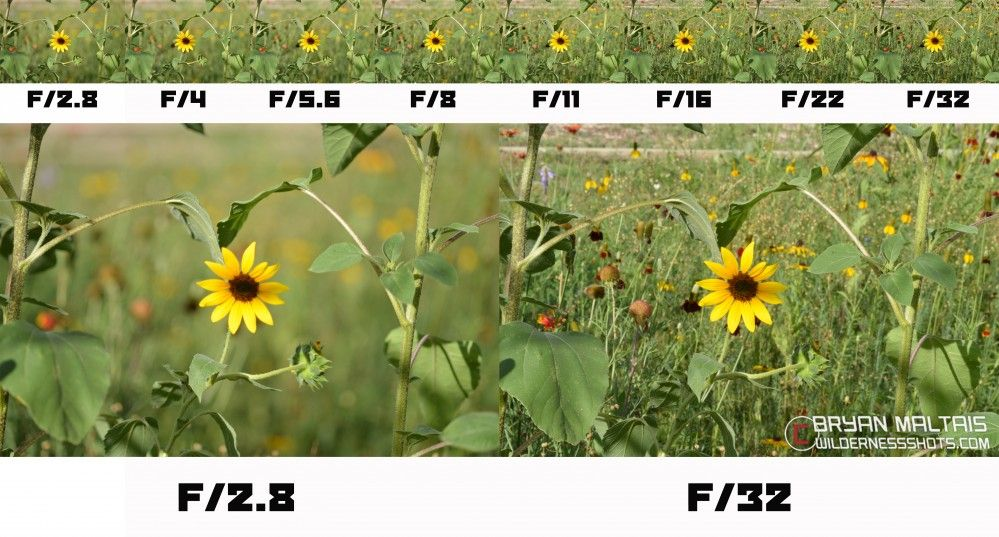 F/2.8 F/4 F/5.6 F/8 F/11 F/16 F/22 F/32
BRYAN MALTAIS
WILDERNESSSHOTS.COM
F/2.8 F/32